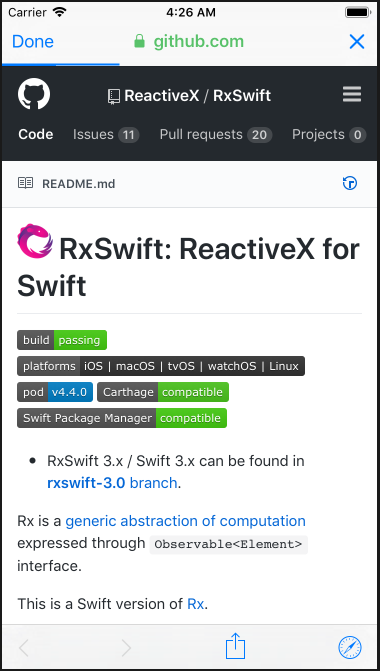 Carrier 4:26 AM
Done github.com
ReactiveX / RxSwift
Code Issues 11 Pull requests 20 Projects 0
README.md
RxSwift: ReactiveX for
Swift
build passing
platforms iOS | macOS | tvOS | watchOS | Linux
pod v4.4.0 Carthage compatible
Swift Package Manager compatible
• RxSwift 3.x / Swift 3.x can be found in
rxswift-3.0 branch.
Rx is a generic abstraction of computation
expressed through Observable<Element>
interface.
This is a Swift version of Rx.